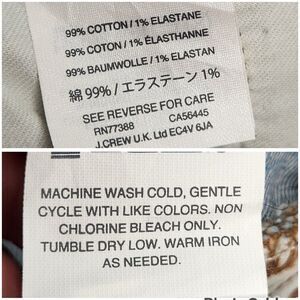 99% COTTON / 1% ELASTANE
99% COTON / 1% ÉLASTHANNE
99% BAUMWOLLE / 1% ELASTAN
綿 99% / エラステーン 1%
SEE REVERSE FOR CARE
RN77388 CA56445
J.CREW U.K. Ltd EC4V 6JA
MACHINE WASH COLD, GENTLE
CYCLE WITH LIKE COLORS. NON
CHLORINE BLEACH ONLY.
TUMBLE DRY LOW. WARM IRON
AS NEEDED.